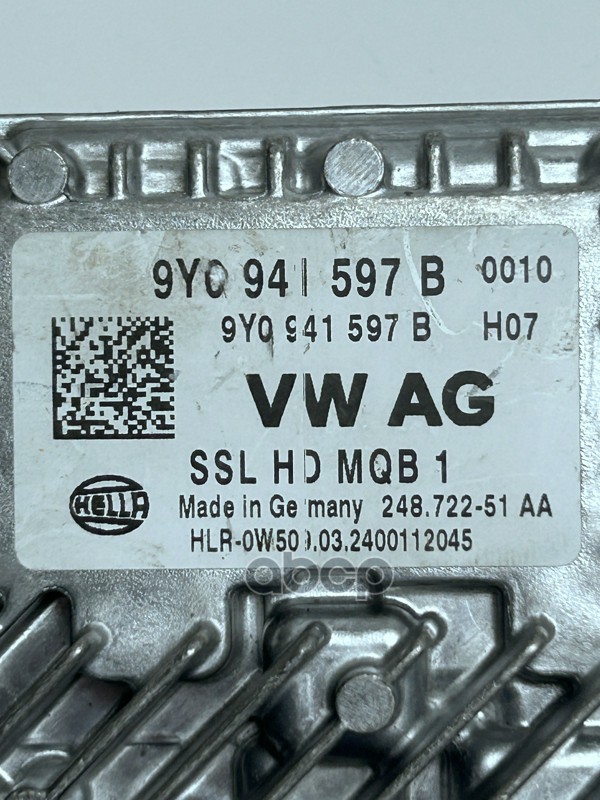 9Y0 941 597 B 0010
9Y0 941 597 B H07
VW AG
SSL HD MQB 1
HELLA
Made in Germany 248.722-51 AA
HLR-0W500.03.2400112045
abcp